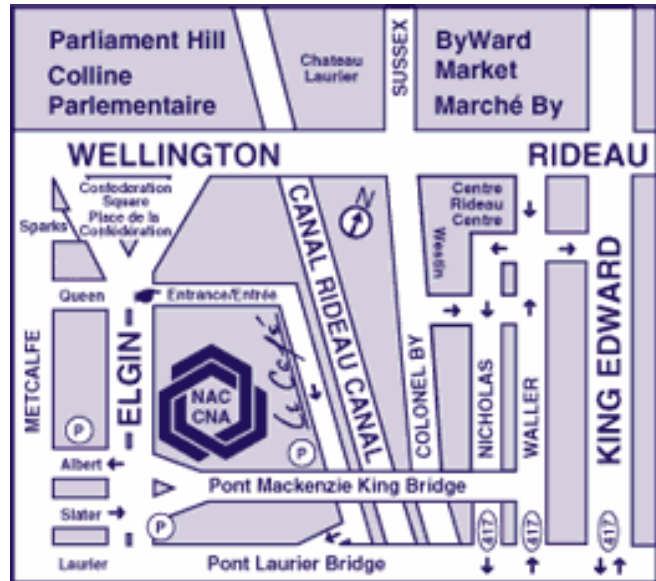 Parliament Hill
Colline
Parlementaire
Chateau
Laurier
SUSSEX
ByWard
Market
Marché By
WELLINGTON
RIDEAU
Confederation
Square
Place de la
Confédération
Sparks
N
Centre
Rideau
Centre
Westin
Queen
Entrance/Entrée
CANAL RIDEAU CANAL
METCALFE
ELGIN
NAC
CNA
Le Café
COLONEL BY
NICHOLAS
WALLER
KING EDWARD
P
Albert
P
Pont Mackenzie King Bridge
Slater
P
417
417
417
Laurier
Pont Laurier Bridge